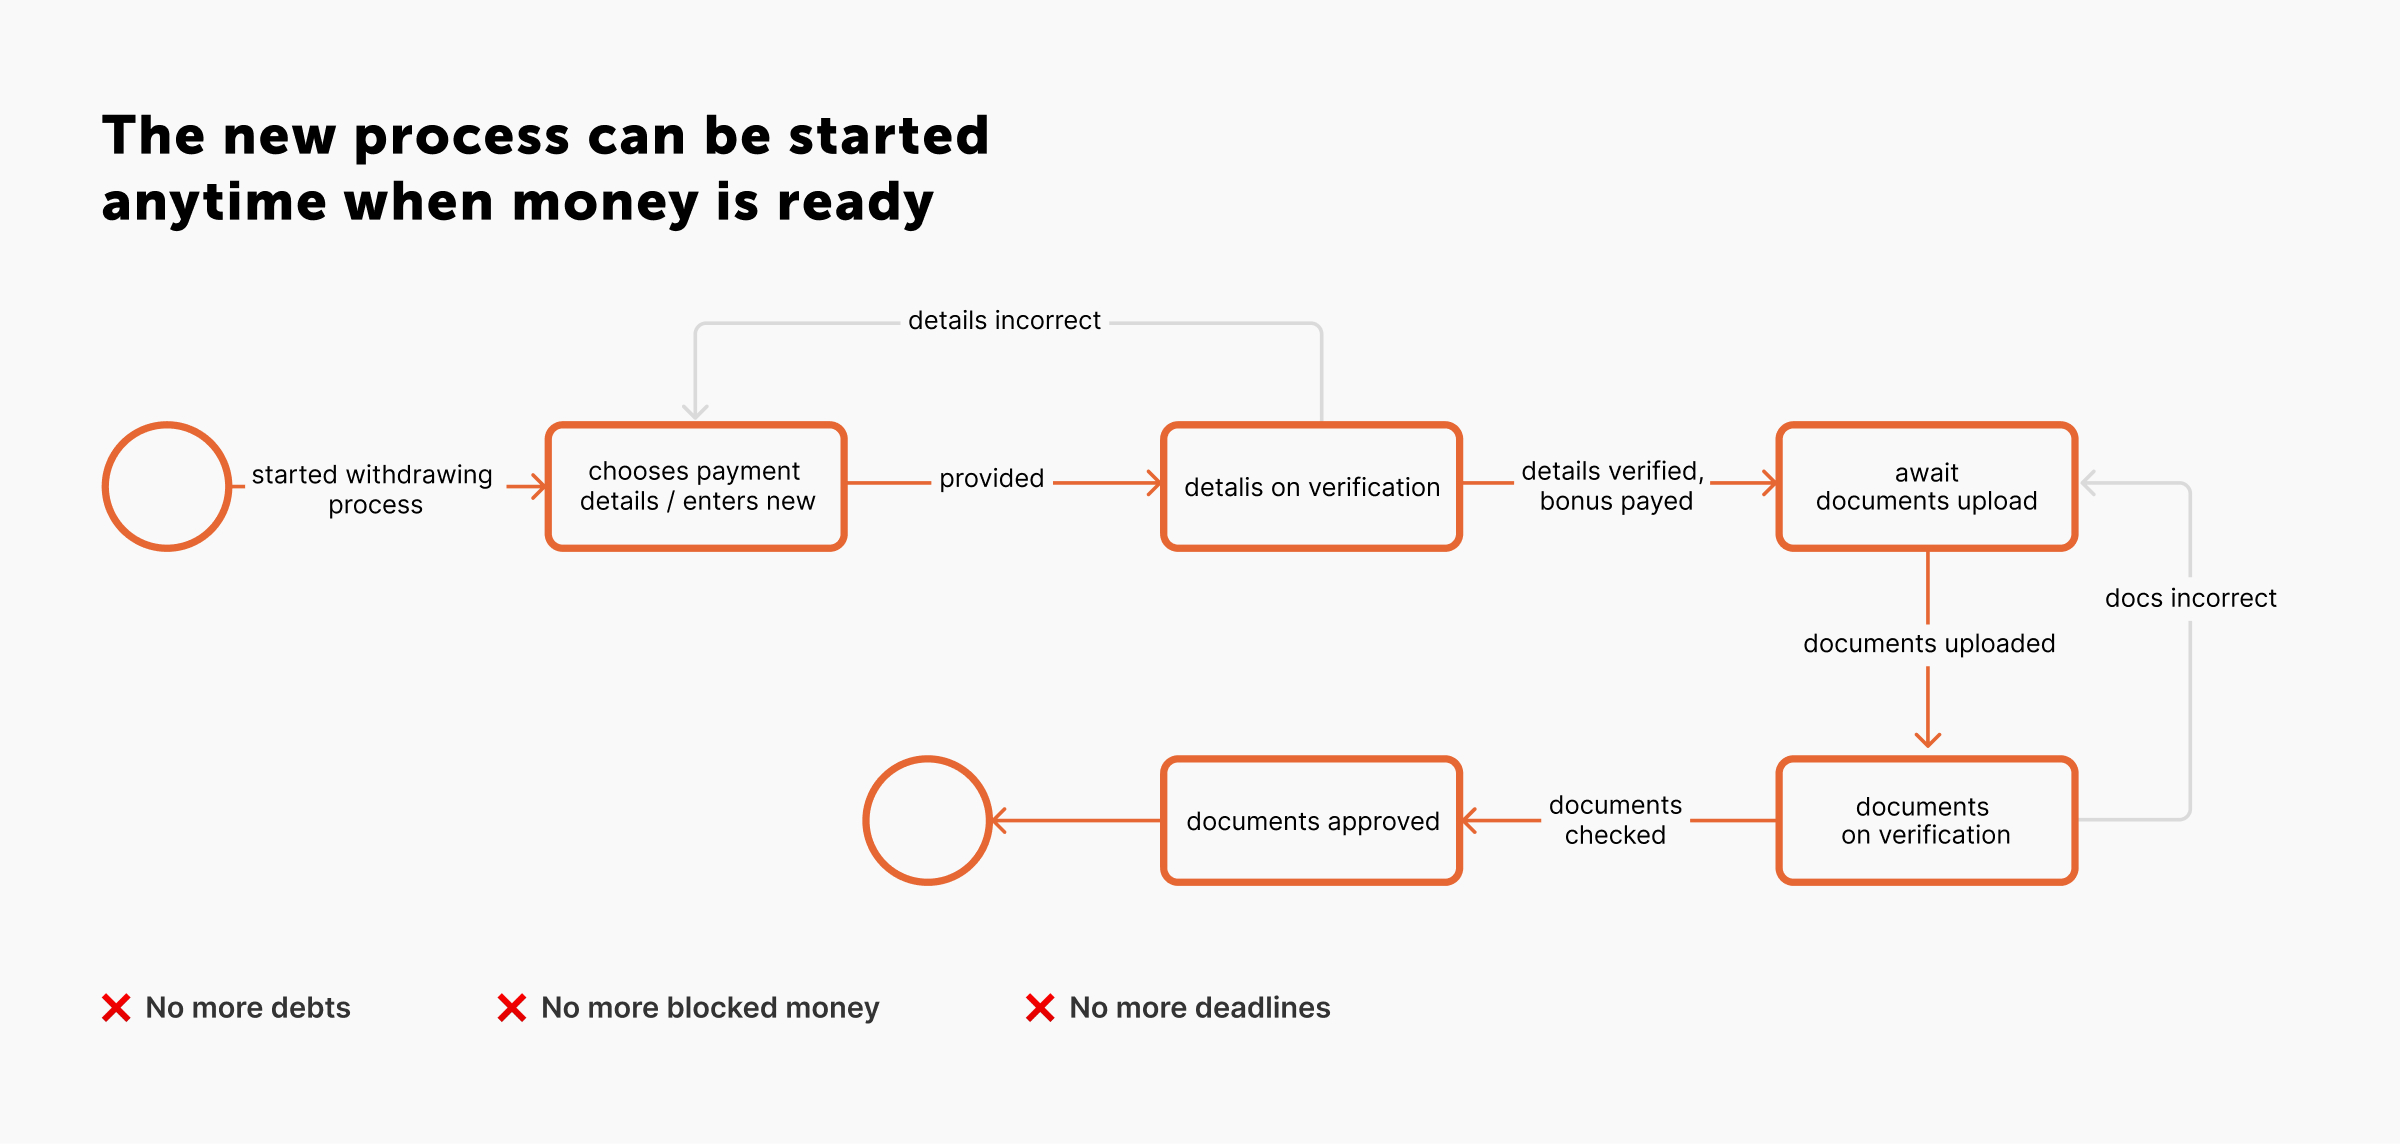 The new process can be started
anytime when money is ready
details incorrect
started withdrawing
process
chooses payment
details / enters new
provided
detalis on verification
details verified,
bonus payed
await
documents upload
docs incorrect
documents uploaded
documents approved
documents
checked
documents
on verification
No more debts
No more blocked money
No more deadlines